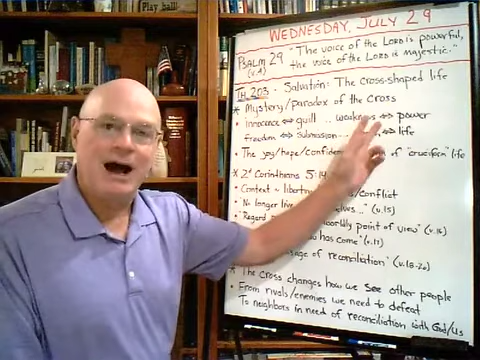 Play ball
WEDNESDAY, JULY 29
PSALM 29 "The voice of the LORD is powerful,
(v.4) the voice of the LORD is majestic."
TH 203: Salvation: The cross-shaped life
* Mystery/paradox of the Cross
• Innocence ⇔ guilt ... weakness ⇔ power
freedom ⇔ submission... ⇔ life
• The joy/hope/confidence of "cruciform" life
* 2nd Corinthians 5:14
• Context ~ /conflict
• "No longer live ..." (v.15)
• "Regard point of view" (v.16)
has come" (v.17)
of reconciliation" (v.18-20)
* The cross changes how we see other people
• From rivals/enemies we need to defeat
To neighbors in need of reconciliation with God/us